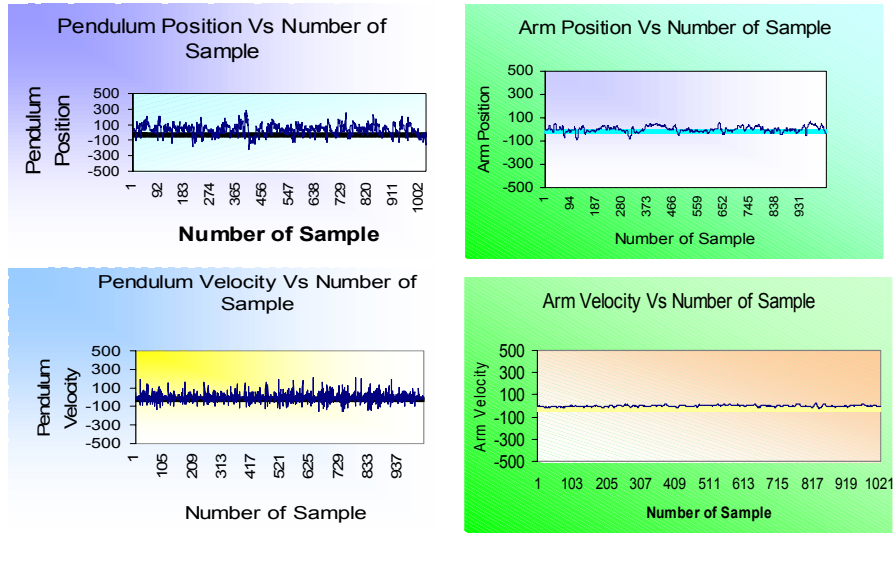 Pendulum Position Vs Number of
Sample
Pendulum
Position
500
300
100
-100
-300
-500
1 92 183 274 365 456 547 638 729 820 911 1002
Number of Sample
Arm Position Vs Number of Sample
Arm Position
500
300
100
-100
-300
-500
1 94 187 280 373 466 559 652 745 838 931
Number of Sample
Pendulum Velocity Vs Number of
Sample
Pendulum
Velocity
500
300
100
-100
-300
-500
1 105 209 313 417 521 625 729 833 937
Number of Sample
Arm Velocity Vs Number of Sample
Arm Velocity
500
300
100
-100
-300
-500
1 103 205 307 409 511 613 715 817 919 1021
Number of Sample